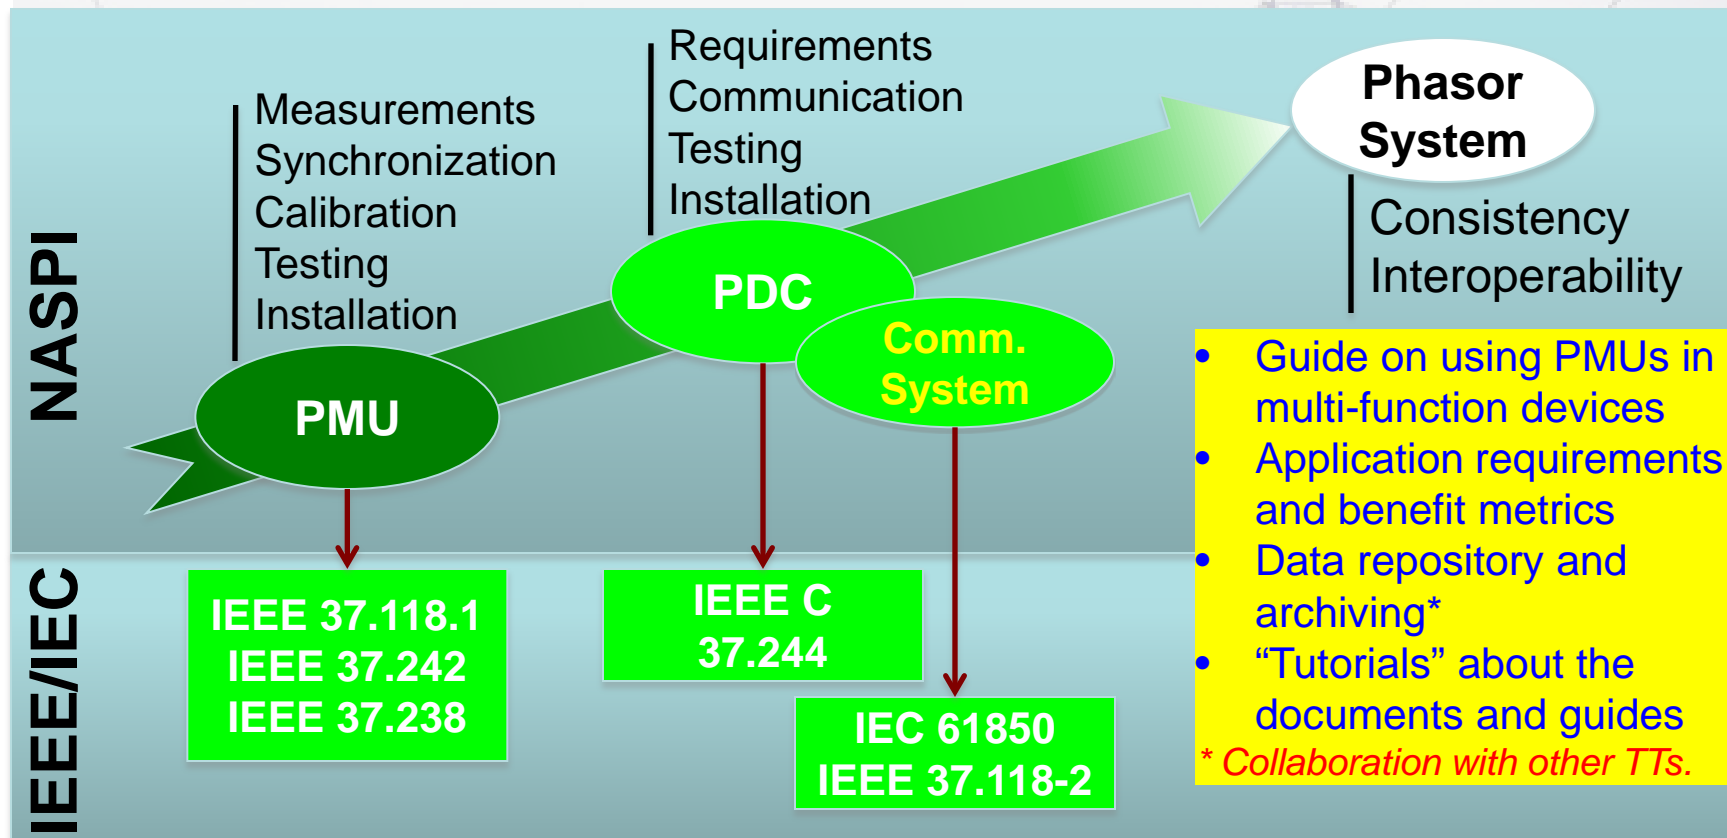 NASPI
Measurements
Synchronization
Calibration
Testing
Installation
PMU
Requirements
Communication
Testing
Installation
PDC
Comm.
System
Phasor
System
Consistency
Interoperability
• Guide on using PMUs in
multi-function devices
• Application requirements
and benefit metrics
• Data repository and
archiving*
• “Tutorials” about the
documents and guides
* Collaboration with other TTs.
IEEE/IEC
IEEE 37.118.1
IEEE 37.242
IEEE 37.238
IEEE C
37.244
IEC 61850
IEEE 37.118-2